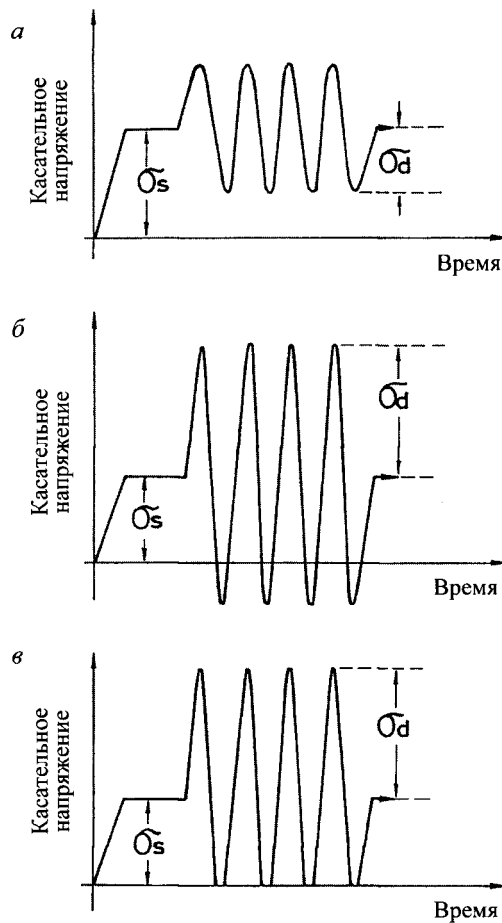 а
Касательное
напряжение
σs
σd
Время
б
Касательное
напряжение
σs
σd
Время
в
Касательное
напряжение
σs
σd
Время